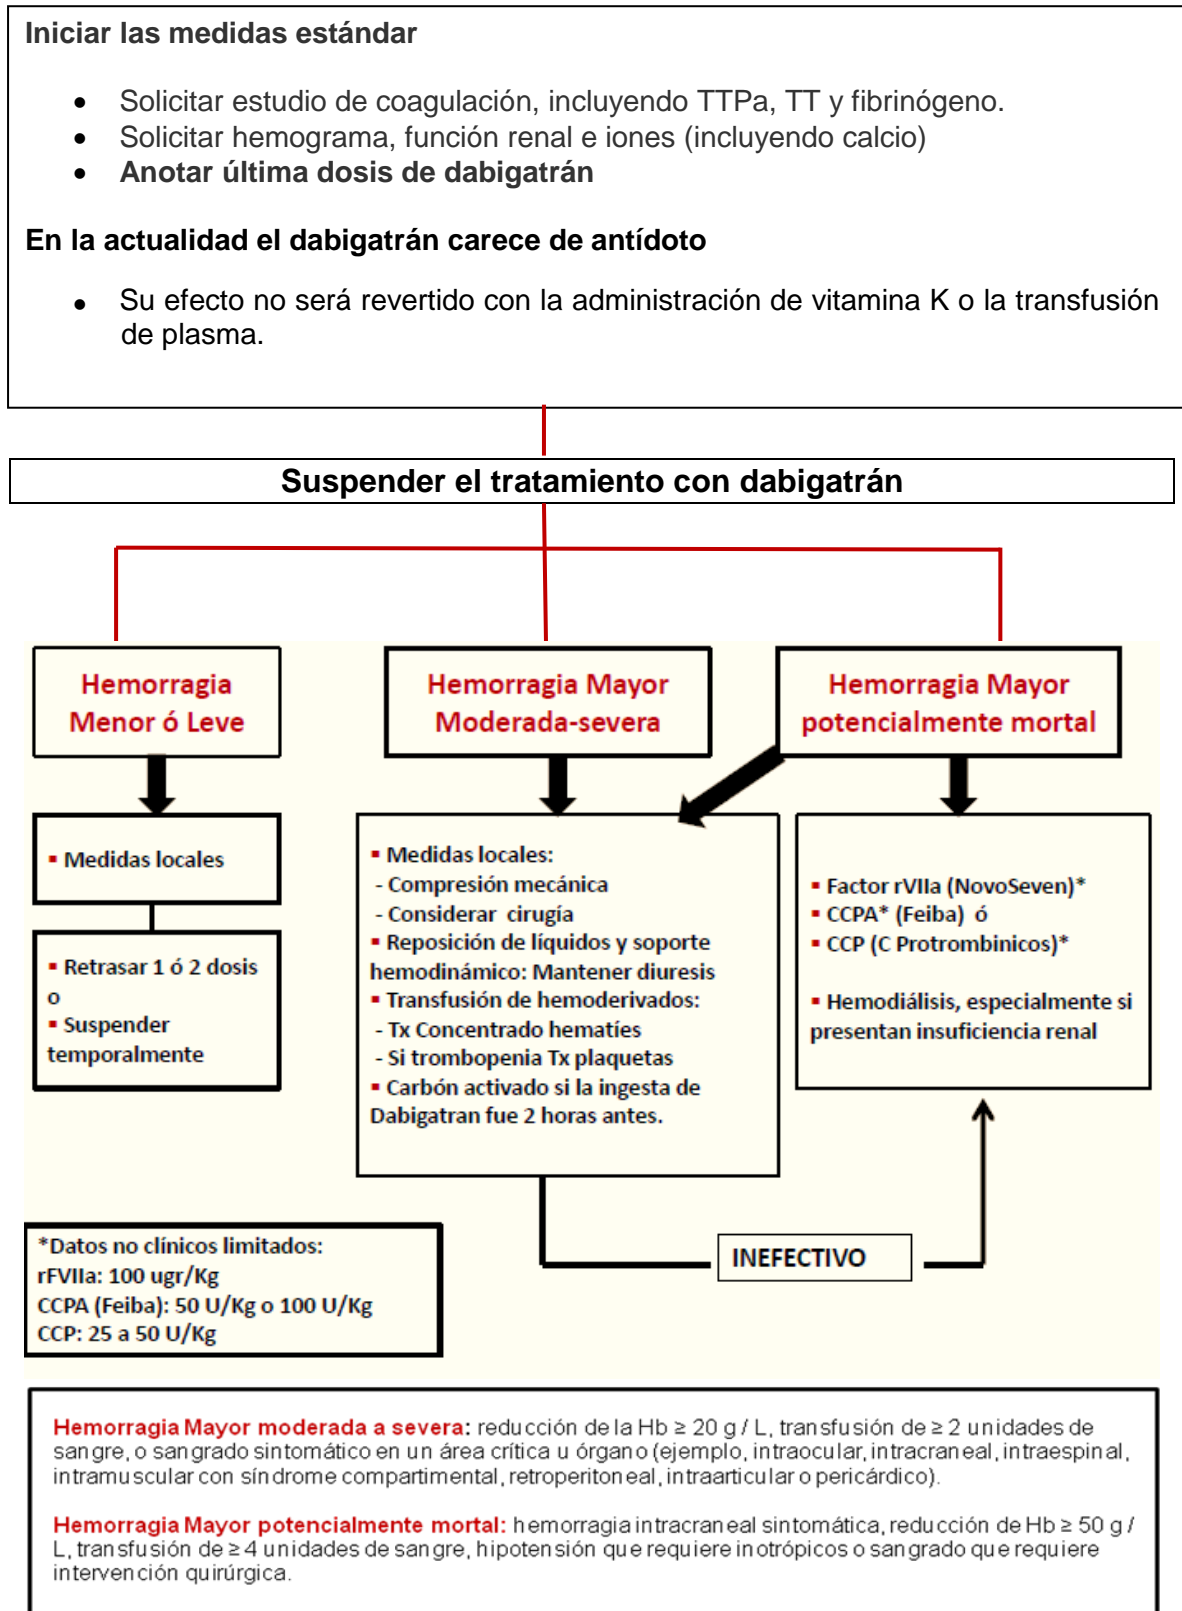 Iniciar las medidas estándar
• Solicitar estudio de coagulación, incluyendo TTPa, TT y fibrinógeno.
• Solicitar hemograma, función renal e iones (incluyendo calcio)
• Anotar última dosis de dabigatrán
En la actualidad el dabigatrán carece de antídoto
• Su efecto no será revertido con la administración de vitamina K o la transfusión
de plasma.
Suspender el tratamiento con dabigatrán
Hemorragia
Menor ó Leve
▪ Medidas locales
▪ Retrasar 1 ó 2 dosis
o
▪ Suspender
temporalmente
Hemorragia Mayor
Moderada-severa
▪ Medidas locales:
- Compresión mecánica
- Considerar cirugía
▪ Reposición de líquidos y soporte
hemodinámico: Mantener diuresis
▪ Transfusión de hemoderivados:
- Tx Concentrado hematíes
- Si trombopenia Tx plaquetas
▪ Carbón activado si la ingesta de
Dabigatran fue 2 horas antes.
Hemorragia Mayor
potencialmente mortal
▪ Factor rVIIa (NovoSeven)*
▪ CCPA* (Feiba) ó
▪ CCP (C Protrombinicos)*
▪ Hemodiálisis, especialmente si
presentan insuficiencia renal
INEFECTIVO
*Datos no clínicos limitados:
rFVIIa: 100 ugr/Kg
CCPA (Feiba): 50 U/Kg o 100 U/Kg
CCP: 25 a 50 U/Kg
Hemorragia Mayor moderada a severa: reducción de la Hb ≥ 20 g / L, transfusión de ≥ 2 unidades de
sangre, o sangrado sintomático en un área crítica u órgano (ejemplo, intraocular, intracraneal, intraespinal,
intramuscular con síndrome compartimental, retroperitoneal, intraarticular o pericárdico).
Hemorragia Mayor potencialmente mortal: hemorragia intracraneal sintomática, reducción de Hb ≥ 50 g /
L, transfusión de ≥ 4 unidades de sangre, hipotensión que requiere inotrópicos o sangrado que requiere
intervención quirúrgica.